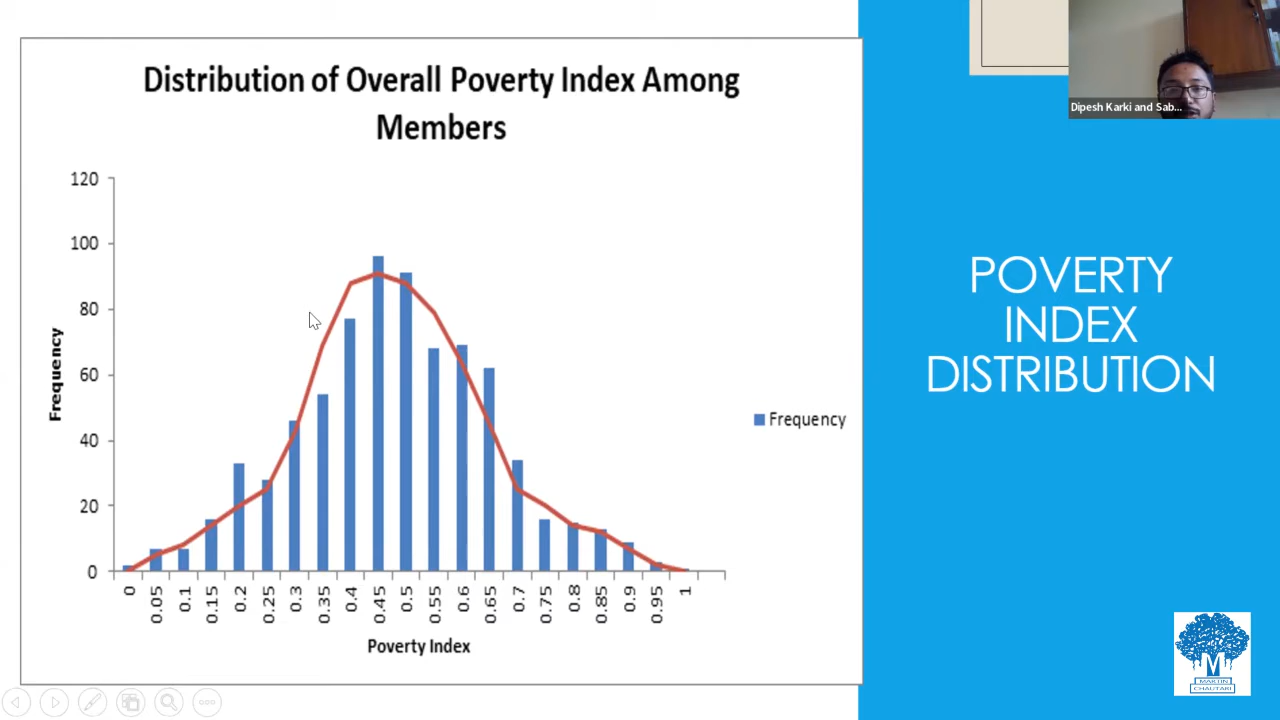 Distribution of Overall Poverty Index Among
Members
120
100
80
60
40
20
0
Frequency
0 0.05 0.1 0.15 0.2 0.25 0.3 0.35 0.4 0.45 0.5 0.55 0.6 0.65 0.7 0.75 0.8 0.85 0.9 0.95 1
Poverty Index
Frequency
Dipesh Karki and Sab...
POVERTY
INDEX
DISTRIBUTION
M
MARTIN
CHAUTARI